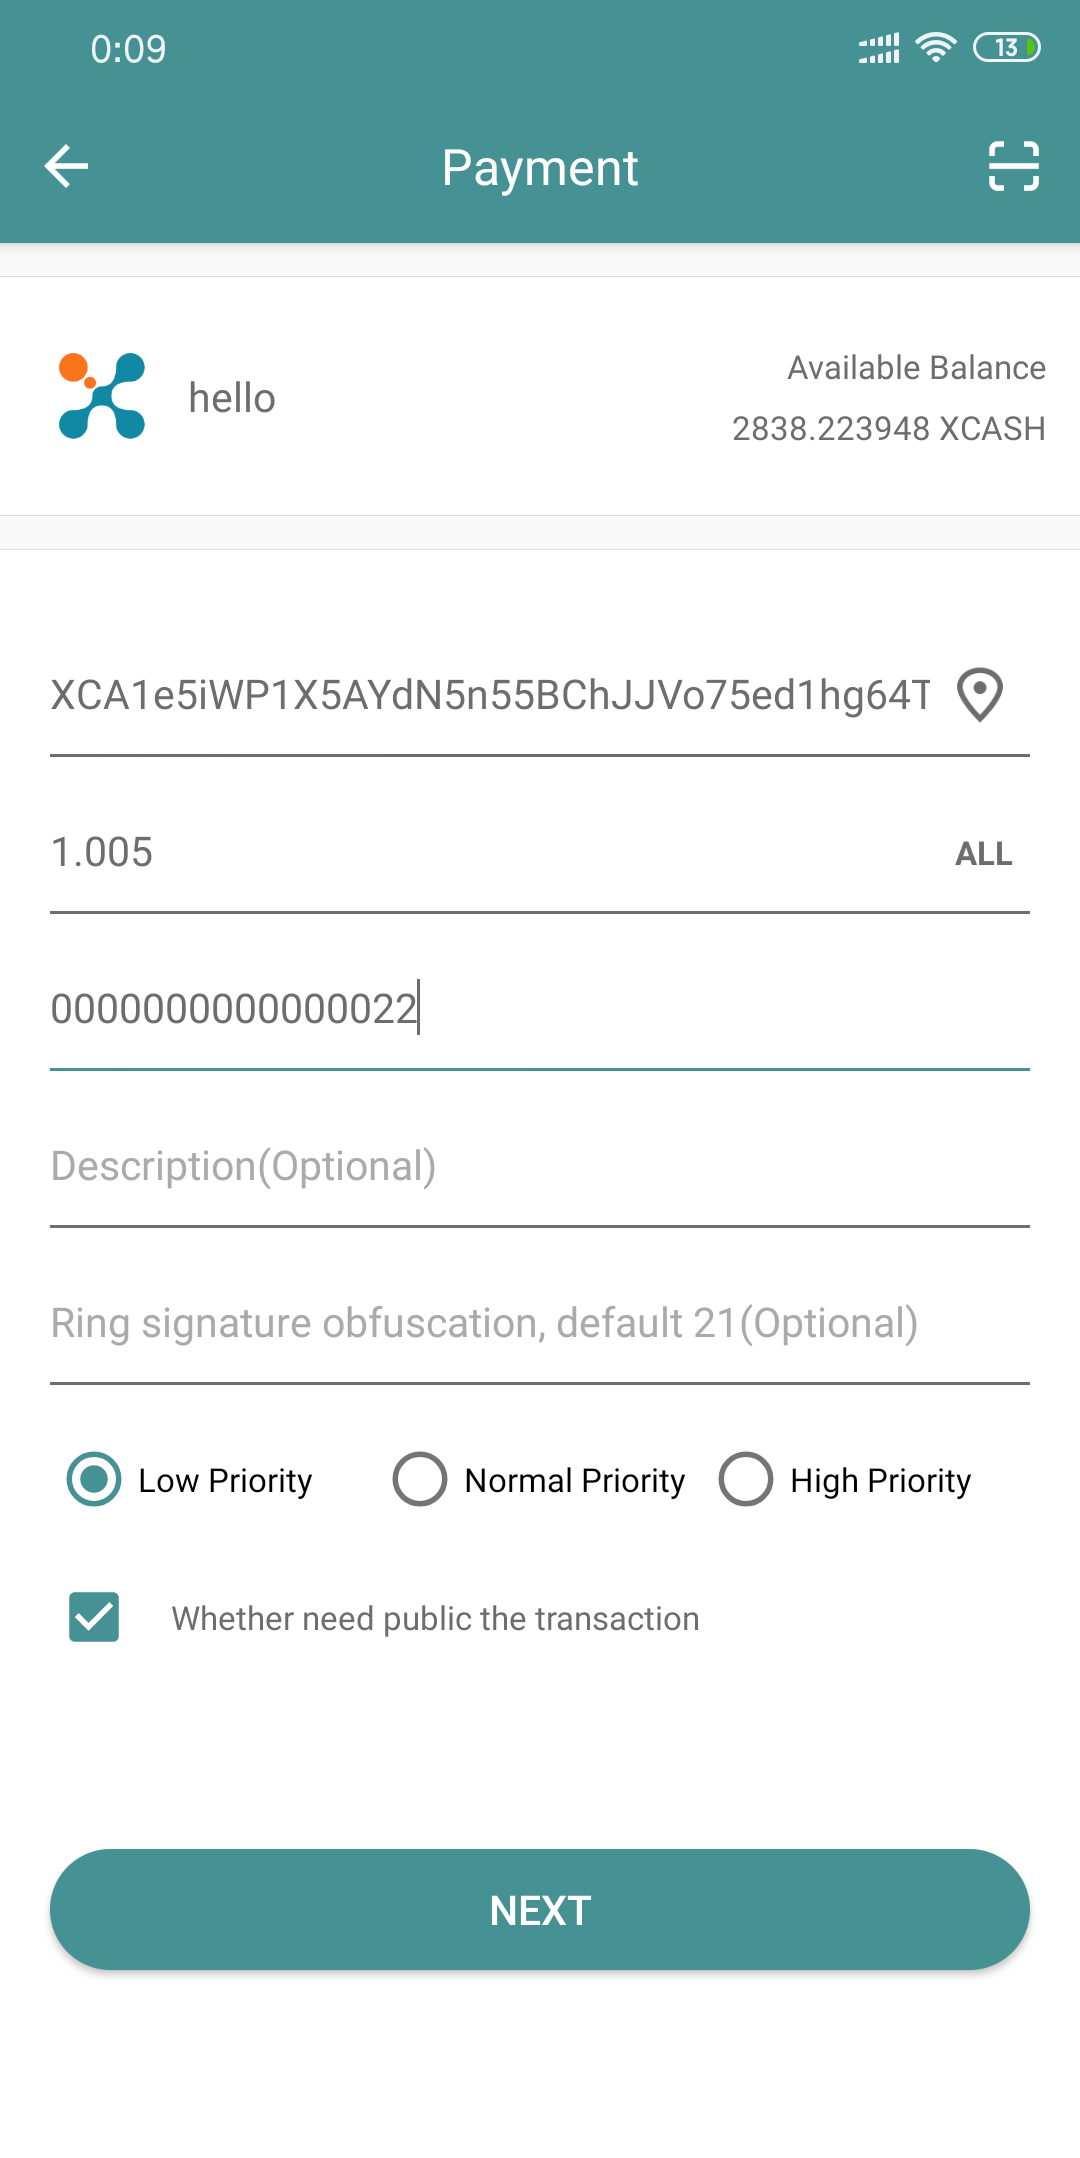 0:09
13
Payment
hello
Available Balance
2838.223948 XCASH
XCA1e5iWP1X5AYdN5n55BChJJVo75ed1hg64T
1.005
ALL
0000000000000022
Description(Optional)
Ring signature obfuscation, default 21(Optional)
Low Priority
Normal Priority
High Priority
Whether need public the transaction
NEXT